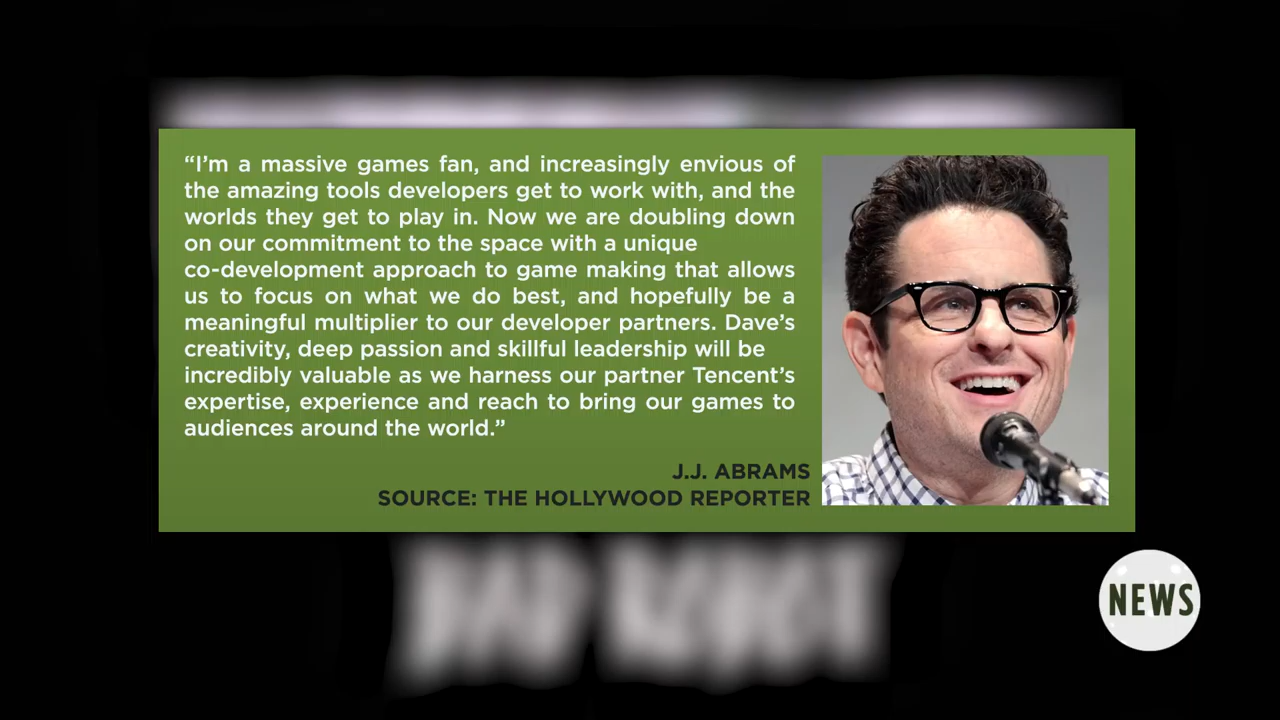 “I’m a massive games fan, and increasingly envious of
the amazing tools developers get to work with, and the
worlds they get to play in. Now we are doubling down
on our commitment to the space with a unique
co-development approach to game making that allows
us to focus on what we do best, and hopefully be a
meaningful multiplier to our developer partners. Dave’s
creativity, deep passion and skillful leadership will be
incredibly valuable as we harness our partner Tencent’s
expertise, experience and reach to bring our games to
audiences around the world.”
J.J. ABRAMS
SOURCE: THE HOLLYWOOD REPORTER
NEWS